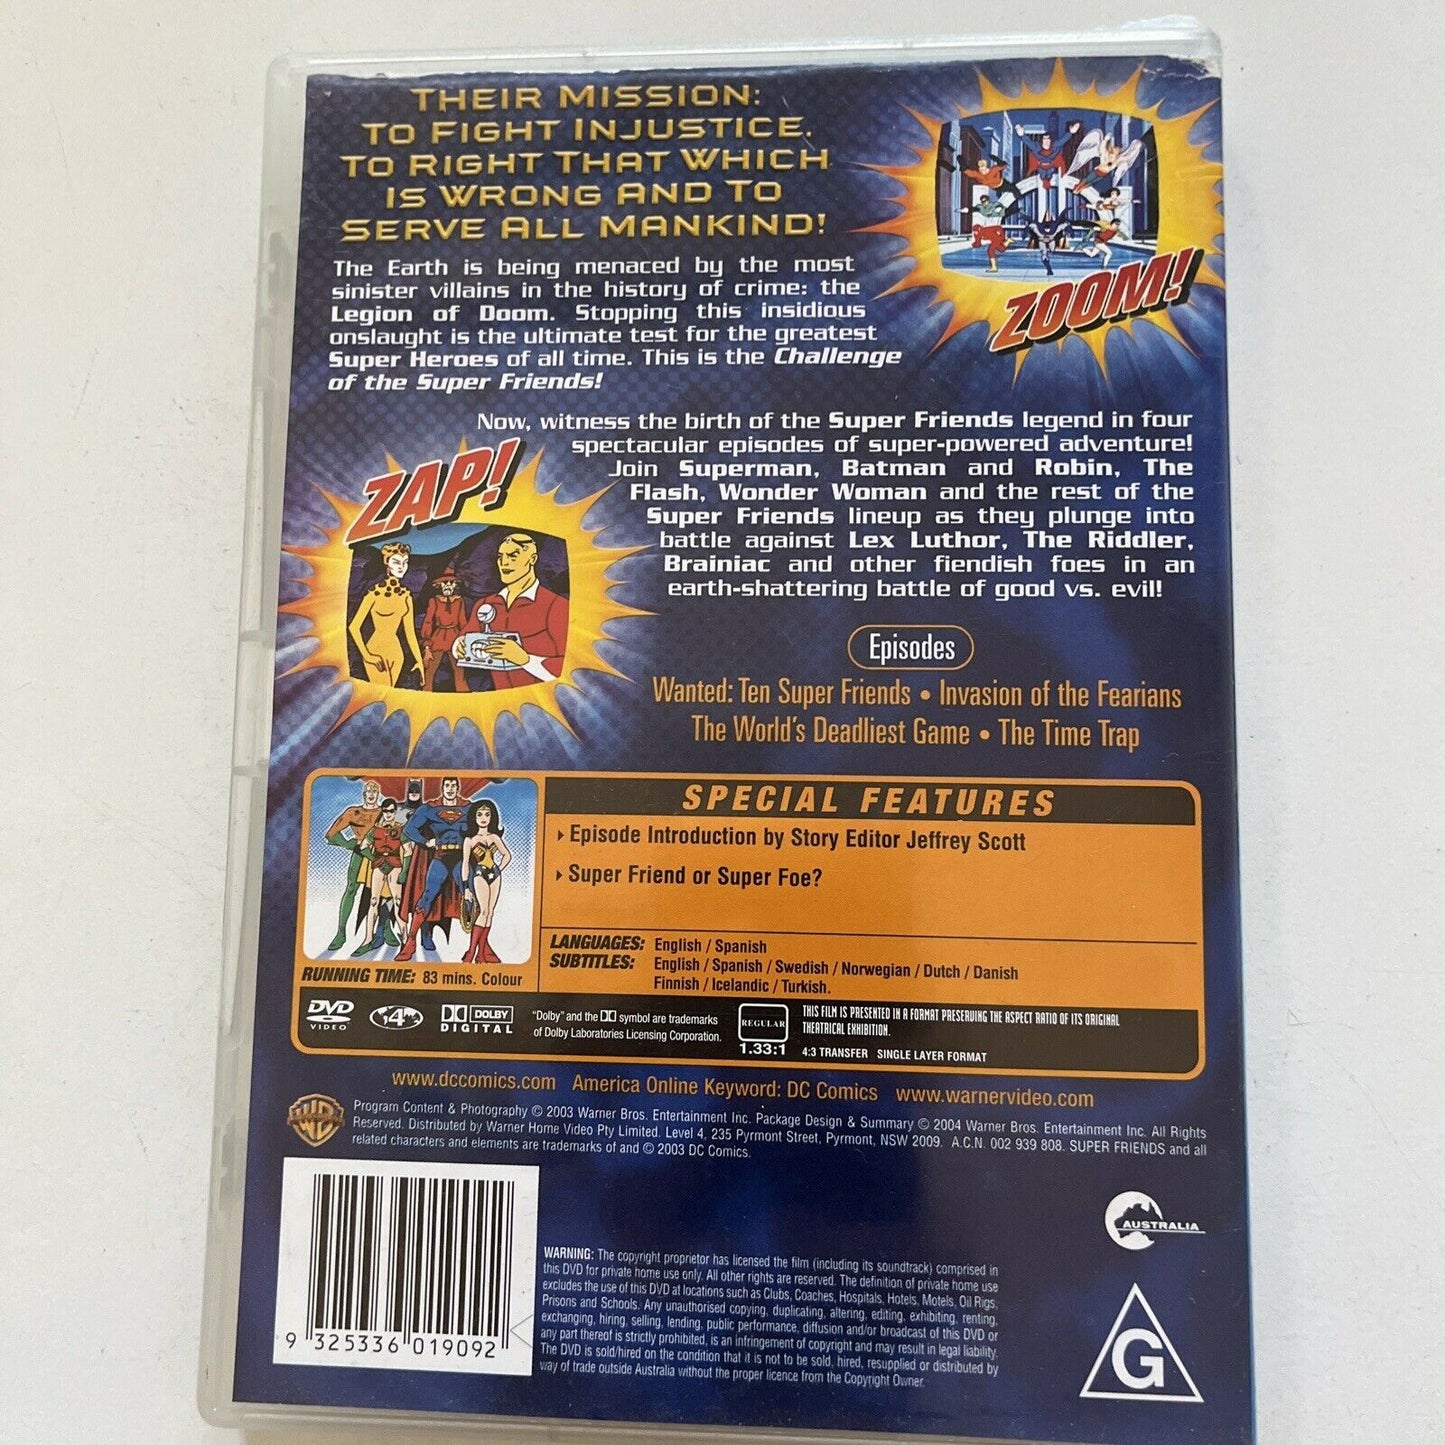 THEIR MISSION:
TO FIGHT INJUSTICE.
TO RIGHT THAT WHICH
IS WRONG AND TO
SERVE ALL MANKIND!
ZOOM!
The Earth is being menaced by the most
sinister villains in the history of crime: the
Legion of Doom. Stopping this insidious
onslaught is the ultimate test for the greatest
Super Heroes of all time. This is the Challenge
of the Super Friends!
Now, witness the birth of the Super Friends legend in four
spectacular episodes of super-powered adventure!
Join Superman, Batman and Robin, The
Flash, Wonder Woman and the rest of the
Super Friends lineup as they plunge into
battle against Lex Luthor, The Riddler,
Brainiac and other fiendish foes in an
earth-shattering battle of good vs. evil!
ZAP!
Episodes
Wanted: Ten Super Friends • Invasion of the Fearians
The World's Deadliest Game • The Time Trap
SPECIAL FEATURES
Episode Introduction by Story Editor Jeffrey Scott
Super Friend or Super Foe?
LANGUAGES: English / Spanish
SUBTITLES: English / Spanish / Swedish / Norwegian / Dutch / Danish
Finnish / Icelandic / Turkish.
RUNNING TIME: 83 mins. Colour
DVD VIDEO
4
DOLBY DIGITAL
"Dolby" and the DD symbol are trademarks
of Dolby Laboratories Licensing Corporation.
REGULAR
1.33:1
THIS FILM IS PRESENTED IN A FORMAT PRESERVING THE ASPECT RATIO OF ITS ORIGINAL
THEATRICAL EXHIBITION.
4:3 TRANSFER SINGLE LAYER FORMAT
www.dccomics.com America Online Keyword: DC Comics www.warnervideo.com
Program Content & Photography © 2003 Warner Bros. Entertainment Inc. Package Design & Summary © 2004 Warner Bros. Entertainment Inc. All Rights
Reserved. Distributed by Warner Home Video Pty Limited. Level 4, 235 Pyrmont Street, Pyrmont, NSW 2009. A.C.N. 002 939 808. SUPER FRIENDS and all
related characters and elements are trademarks of and © 2003 DC Comics.
AUSTRALIA
WARNING: The copyright proprietor has licensed the film (including its soundtrack) comprised in
this DVD for private home use only. All other rights are reserved. The definition of private home use
excludes the use of this DVD at locations such as Clubs, Coaches, Hospitals, Hotels, Motels, Oil Rigs,
Prisons and Schools. Any unauthorised copying, duplicating, altering, editing, exhibiting, renting,
exchanging, hiring, selling, lending, public performance, diffusion and/or broadcast of this DVD or
any part thereof is strictly prohibited, is an infringement of copyright and may result in legal liability.
The DVD is sold/hired on the condition that it is not to be sold, hired, resupplied or distributed by
way of trade outside Australia without the proper licence from the Copyright Owner.
9 325336 019092
G